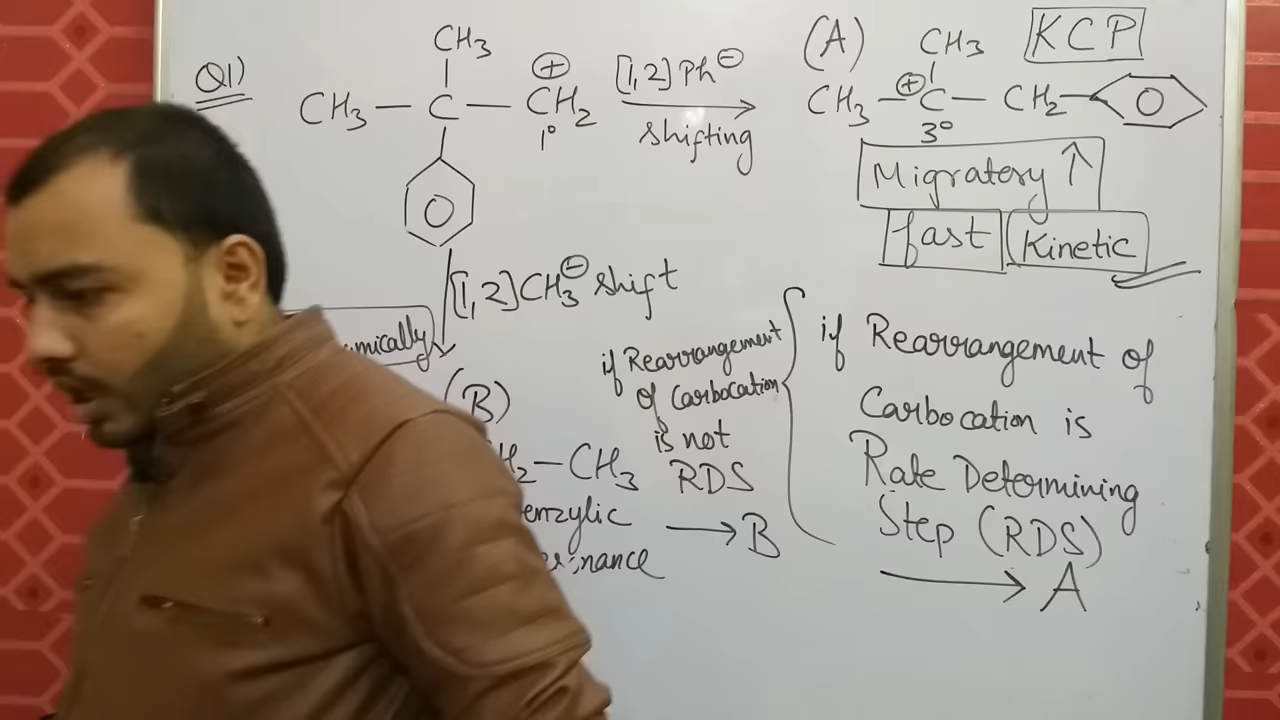 Q1)
CH3
CH3 — C — CH2
⊕
1°
[1,2] Ph⊖
shifting
(A)
CH3
KCP
CH3 — C — CH2 —
⊕
3°
Migratory ↑
fast Kinetic
[1,2] CH3⊖ shift
(B)
— CH3
if Rearrangement
of Carbocation
is not
RDS
→ B
if Rearrangement of
Carbocation is
Rate Determining
Step (RDS)
→ A